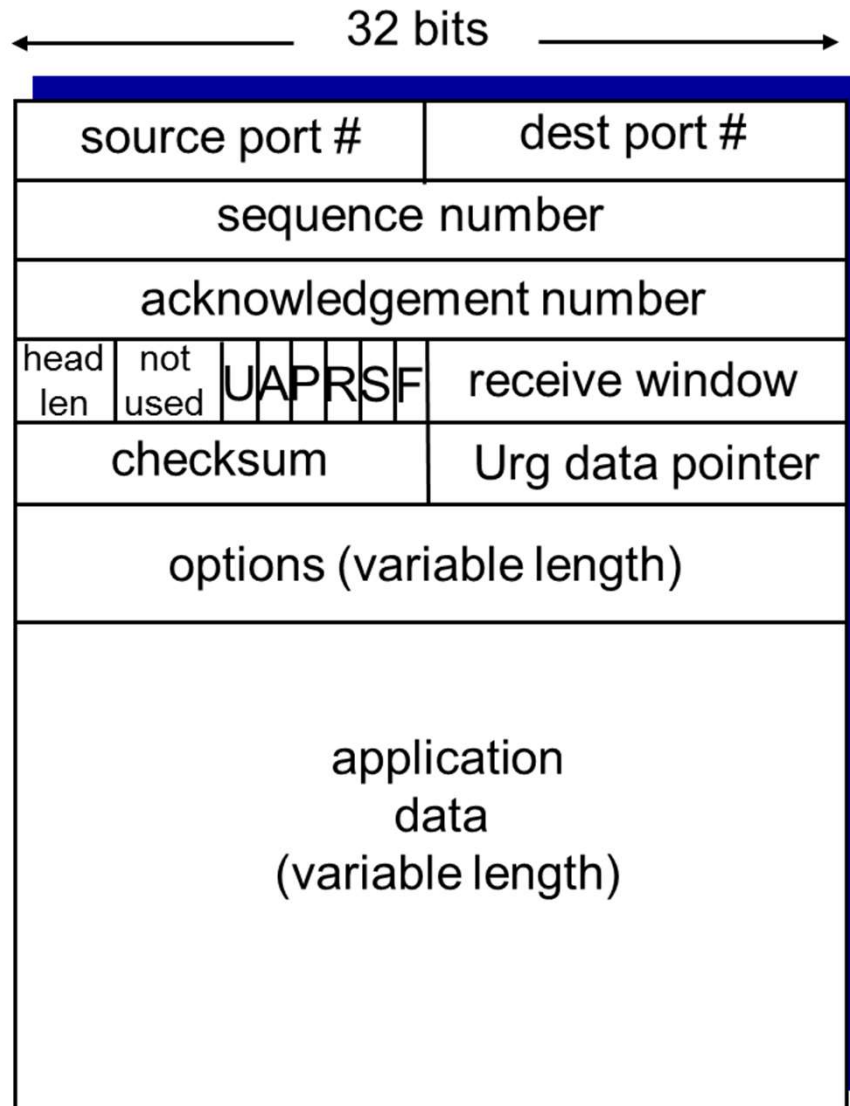 32 bits
source port #
dest port #
sequence number
acknowledgement number
head
len
not
used
U
A
P
R
S
F
receive window
checksum
Urg data pointer
options (variable length)
application
data
(variable length)